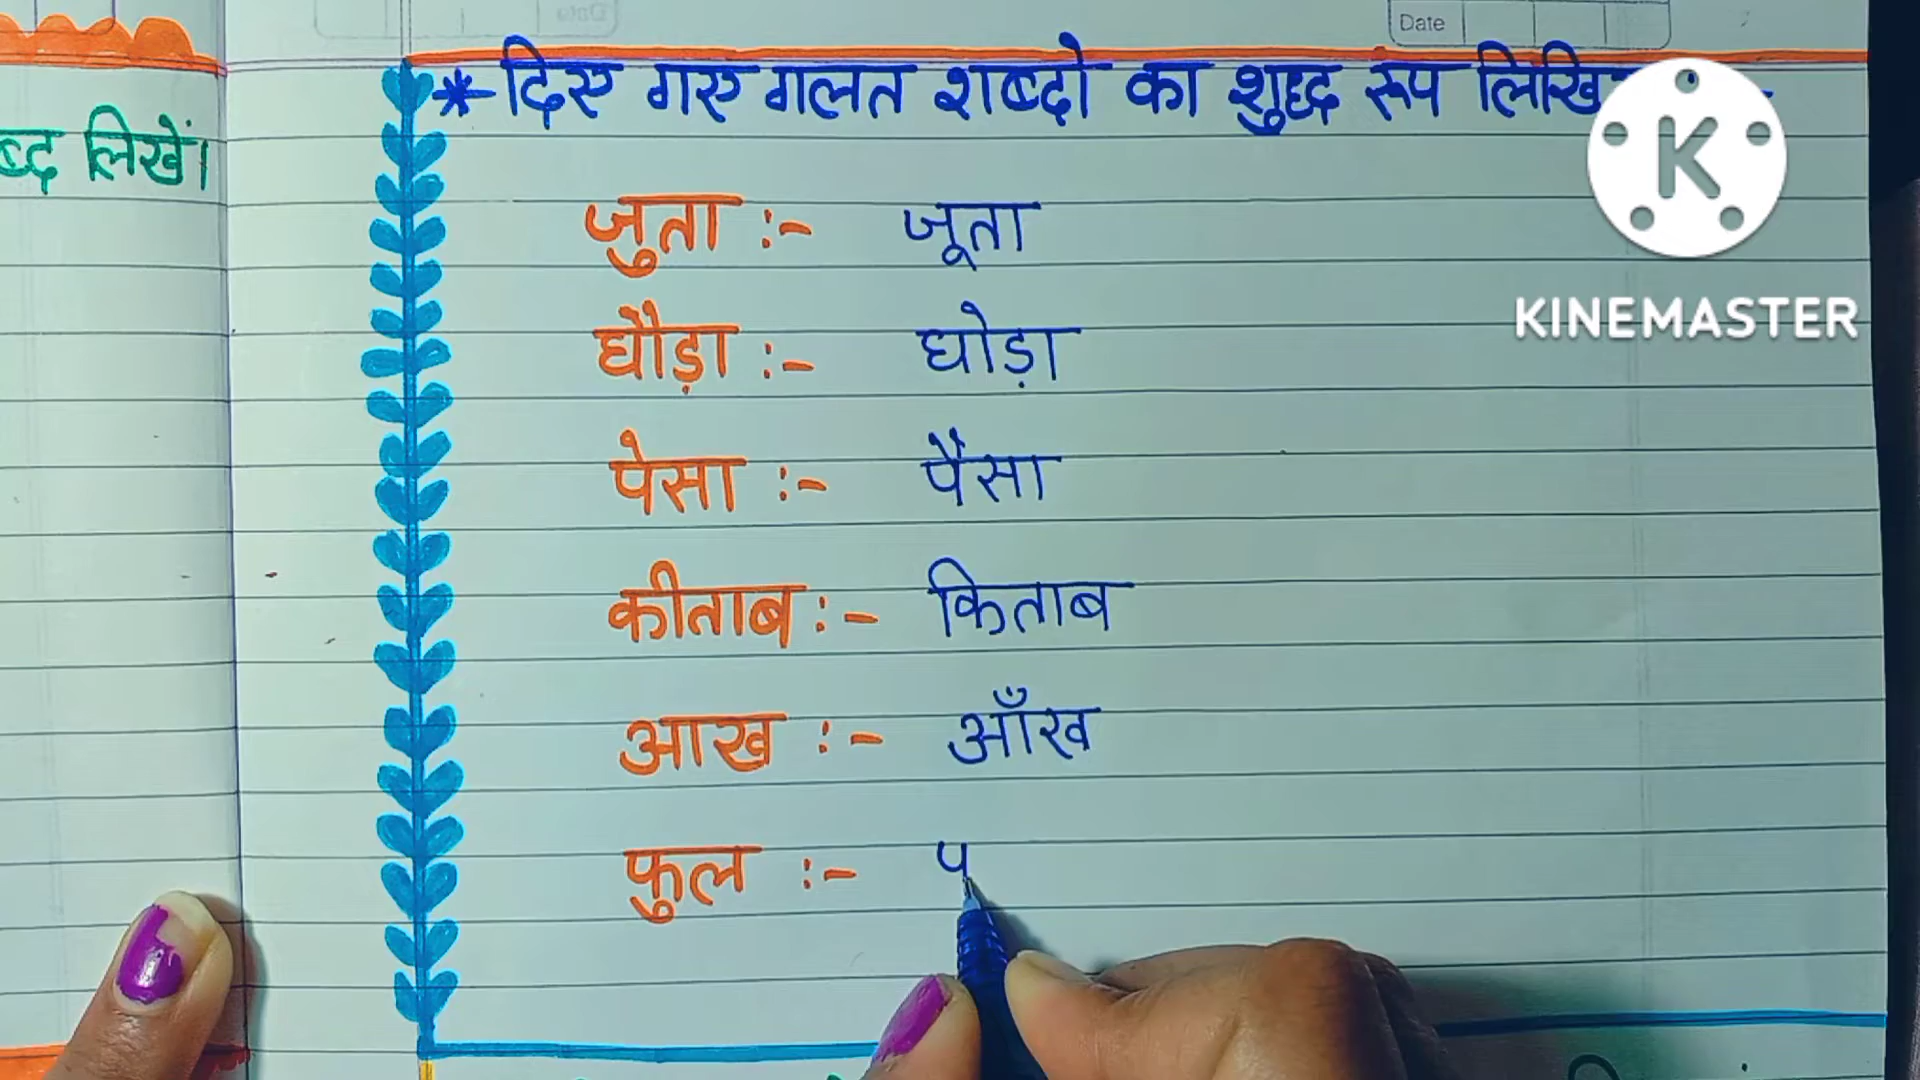 Date
* दिए गए गलत शब्दो का शुद्ध रूप
ब्द लिखें।
जुता :- जूता
घौड़ा :- घोड़ा
पेसा :- पैसा
कीताब :- किताब
आख :- आँख
फुल :- प
KINEMASTER